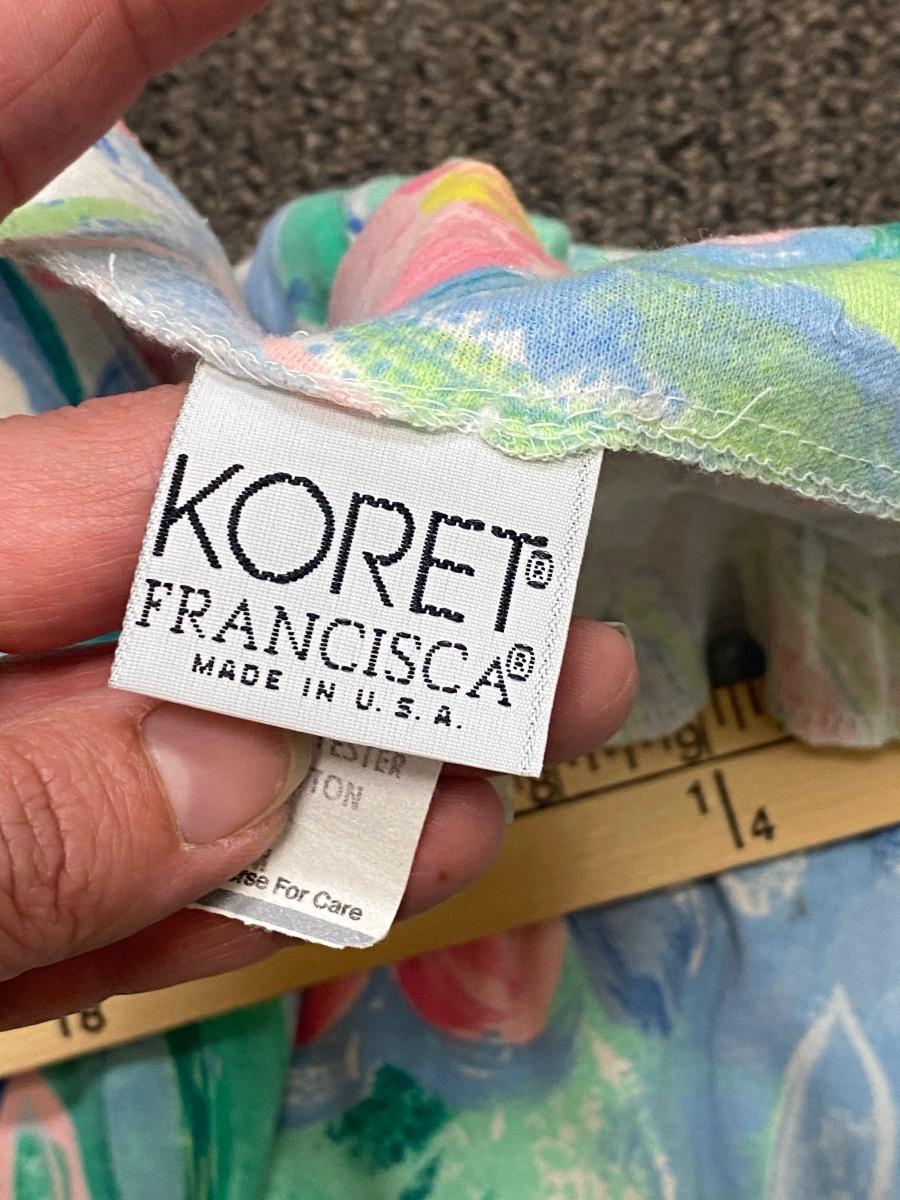 KORET®
FRANCISCA®
MADE IN U.S.A.
ESTER
TON
rse For Care
18
1/4